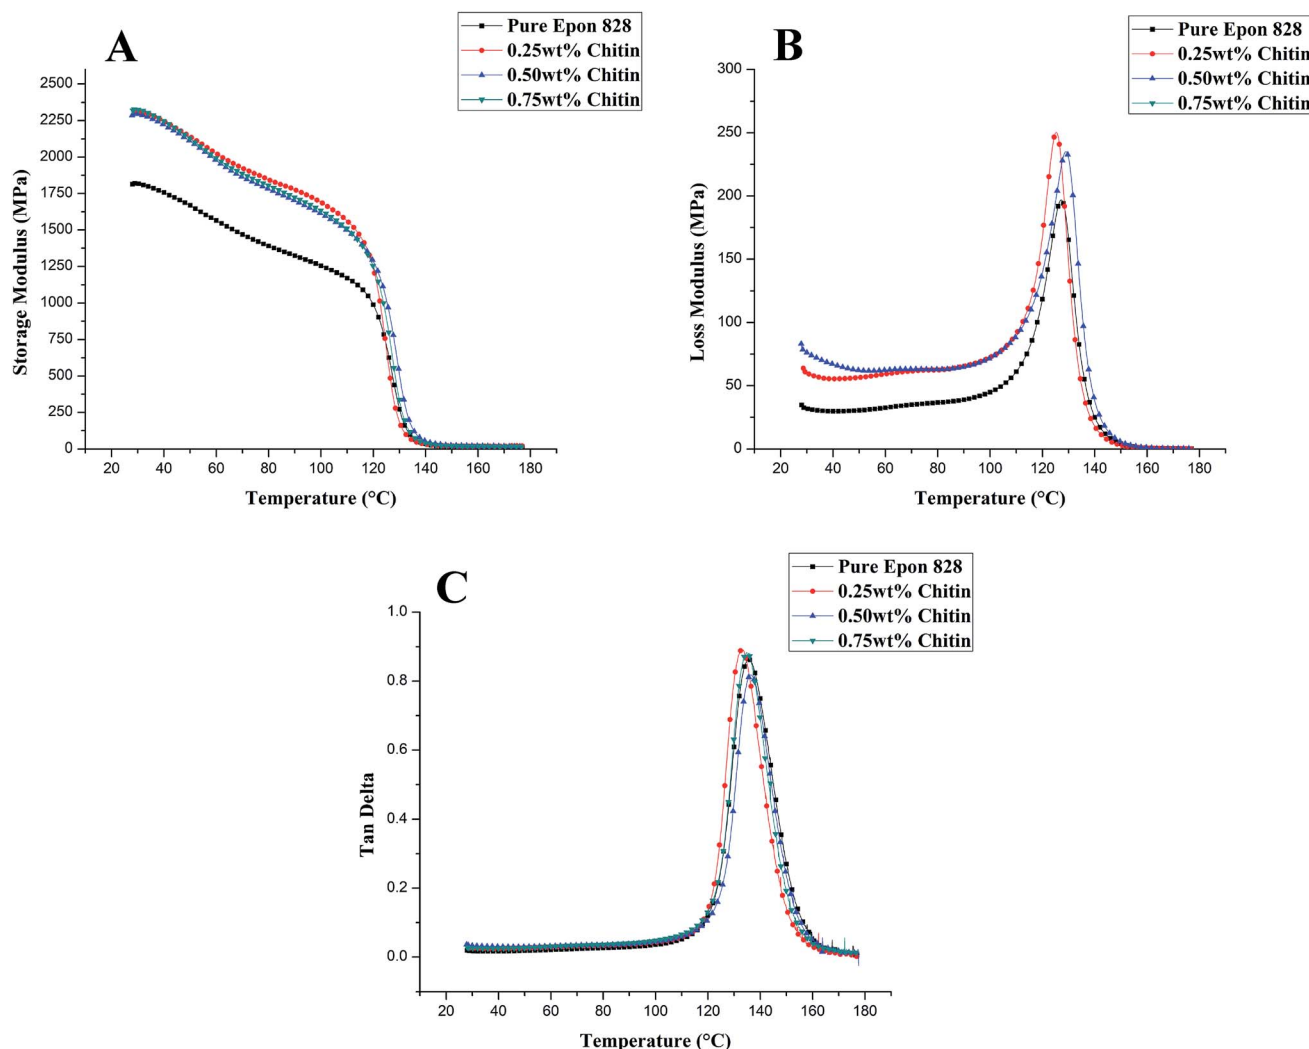 A
Pure Epon 828
0.25wt% Chitin
0.50wt% Chitin
0.75wt% Chitin
2500
2250
2000
1750
1500
1250
1000
750
500
250
0
Storage Modulus (MPa)
20 40 60 80 100 120 140 160 180
Temperature (°C)
B
Pure Epon 828
0.25wt% Chitin
0.50wt% Chitin
0.75wt% Chitin
300
250
200
150
100
50
0
Loss Modulus (MPa)
20 40 60 80 100 120 140 160 180
Temperature (°C)
C
Pure Epon 828
0.25wt% Chitin
0.50wt% Chitin
0.75wt% Chitin
1.0
0.8
0.6
0.4
0.2
0.0
Tan Delta
20 40 60 80 100 120 140 160 180
Temperature (°C)